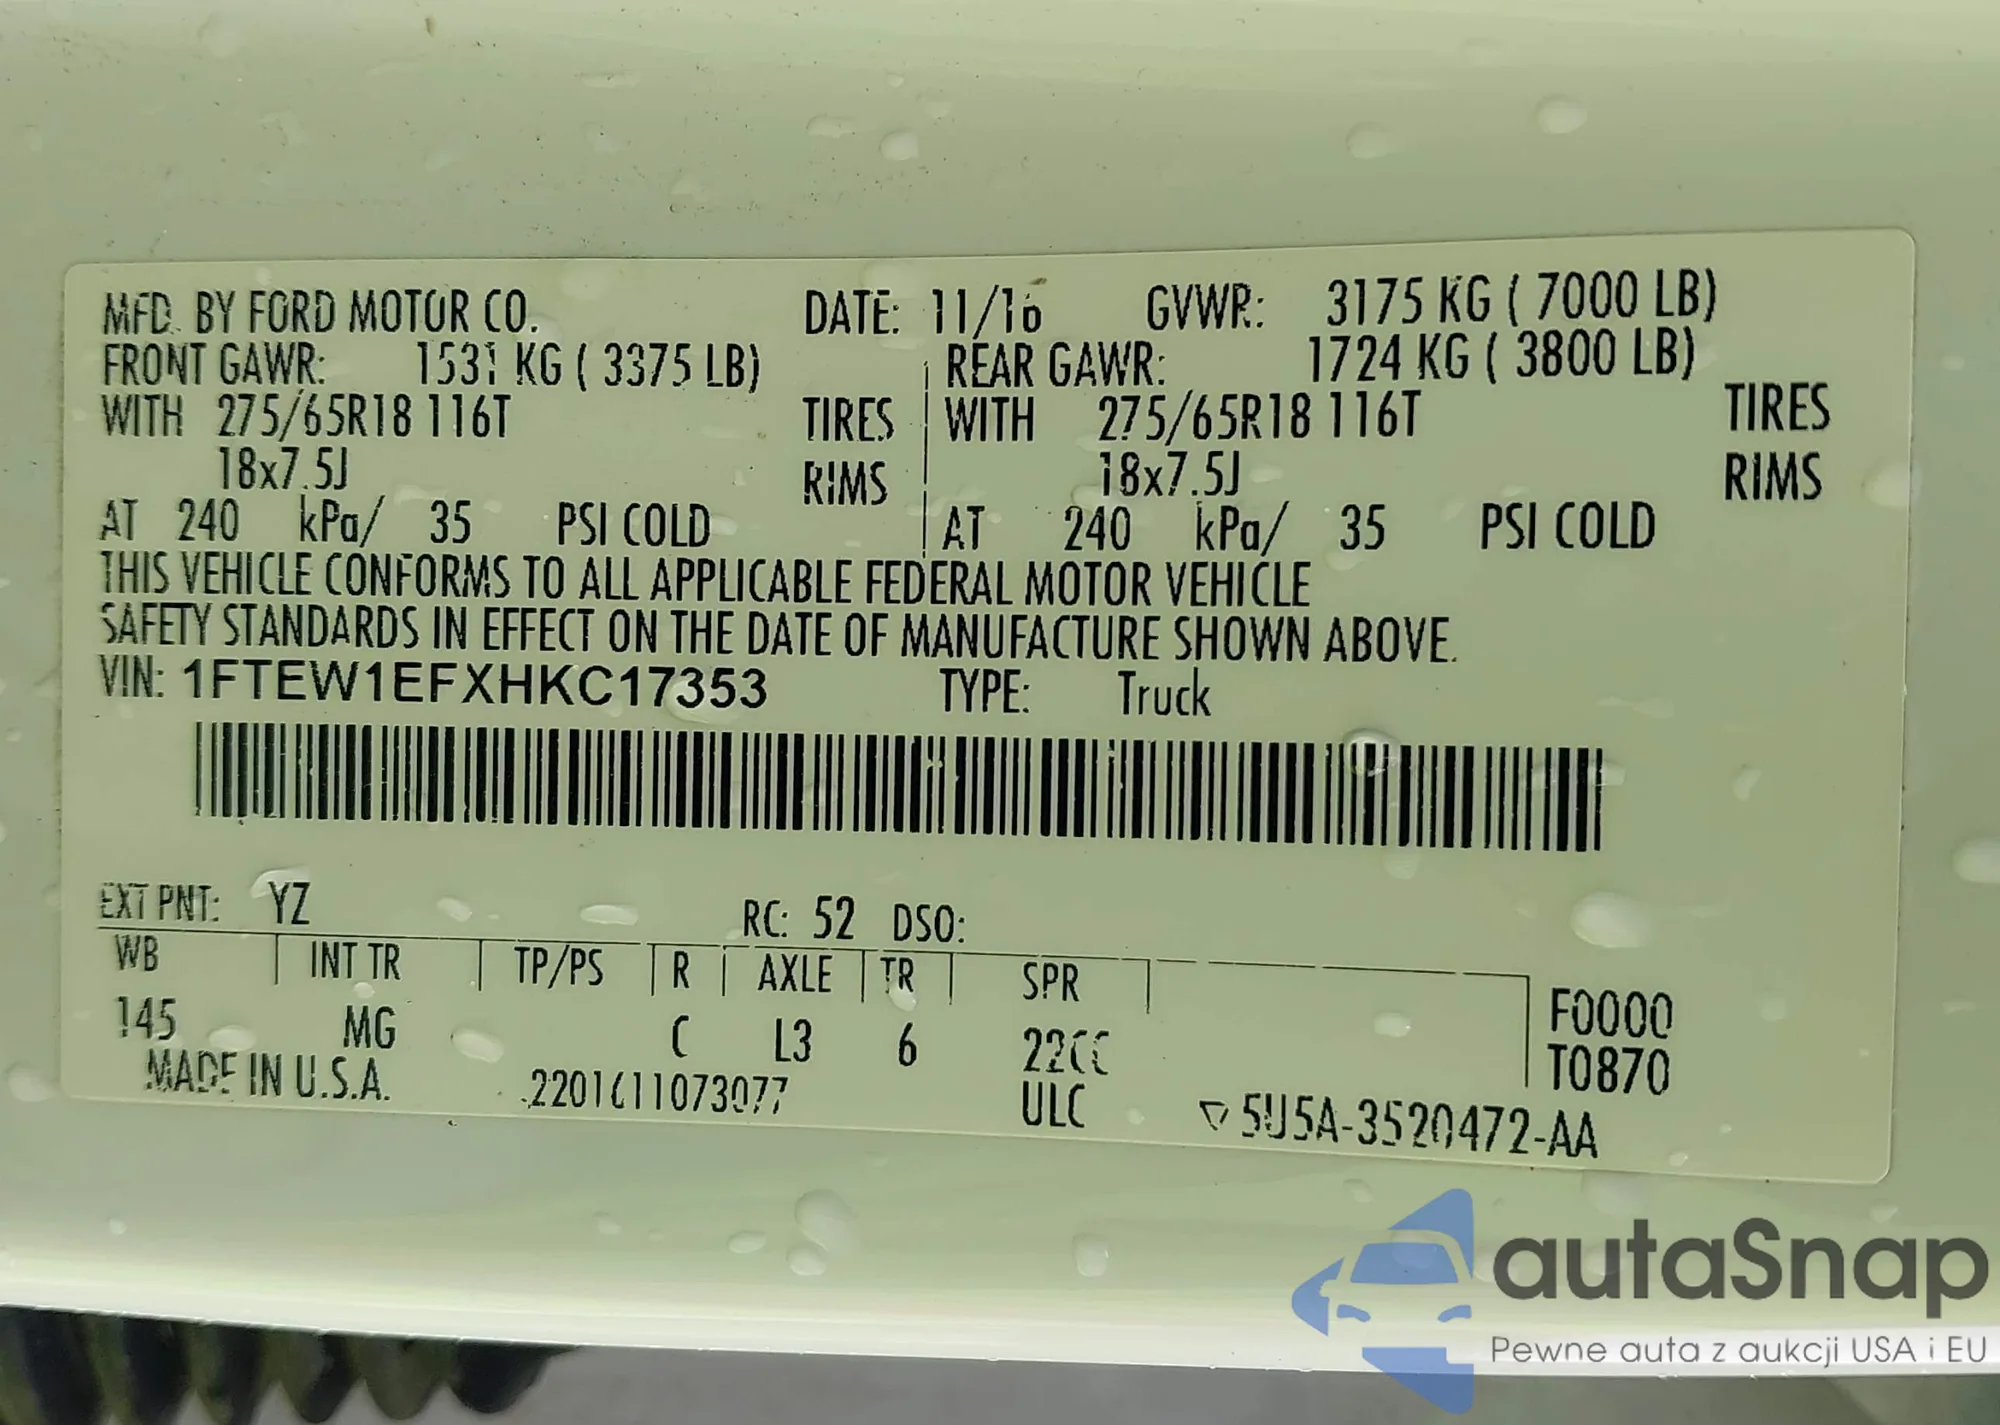 MFD. BY FORD MOTOR CO. DATE: 11/16 GVWR: 3175 KG ( 7000 LB)
FRONT GAWR: 1531 KG ( 3375 LB) REAR GAWR: 1724 KG ( 3800 LB)
WITH 275/65R18 116T TIRES WITH 275/65R18 116T TIRES
18x7.5J RIMS 18x7.5J RIMS
AT 240 kPa/ 35 PSI COLD AT 240 kPa/ 35 PSI COLD
THIS VEHICLE CONFORMS TO ALL APPLICABLE FEDERAL MOTOR VEHICLE
SAFETY STANDARDS IN EFFECT ON THE DATE OF MANUFACTURE SHOWN ABOVE.
VIN: 1FTEW1EFXHKC17353 TYPE: Truck
EXT PNT: YZ RC: 52 DSO:
WB INT TR TP/PS R AXLE TR SPR
145 MG C L3 6 22CC F0000
T0870
MADE IN U.S.A. 2201611073077 ULC ▽5U5A-3520472-AA
autaSnap
Pewne auta z aukcji USA i EU